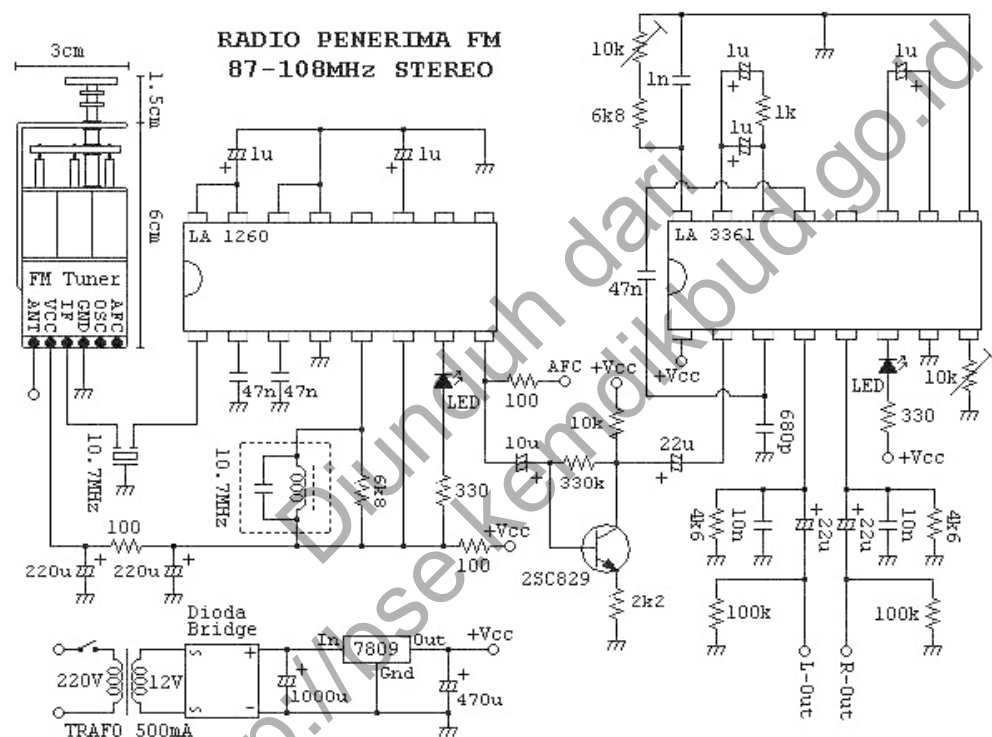 RADIO PENERIMA FM
87-108MHz STEREO
3cm
1.5cm
6cm
FM Tuner
ANT
VCC
IF
GND
OSC
AFC
1u
1u
LA 1260
47n
47n
LED
AFC
100
10.7MHz
10.7MHz
6k8
330
100
220u
220u
+Vcc
100
10k
6k8
1n
1u
1k
1u
1u
LA 3361
47n
+Vcc
+Vcc
10k
10u
330k
22u
680p
LED
330
+Vcc
10k
2SC829
2k2
4k6
10n
22u
22u
10n
4k6
100k
100k
L-Out
R-Out
Dioda
Bridge
220V
12V
TRAFO 500mA
~
~
+
-
1000u
In
7809
Out
Gnd
+Vcc
470u
Diunduh dari
http://bse.kemdikbud.go.id